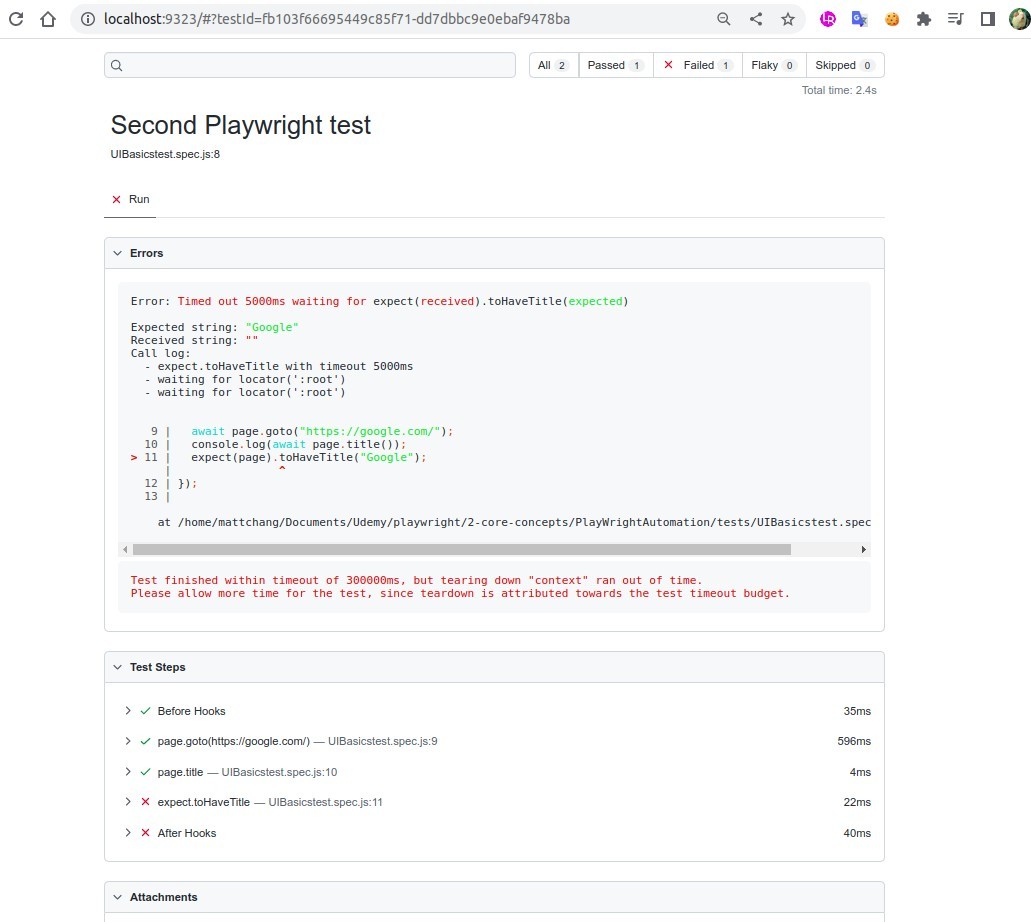 localhost:9323/#?testId=fb103f66695449c85f71-dd7dbbc9e0ebaf9478ba
All 2 Passed 1 Failed 1 Flaky 0 Skipped 0
Total time: 2.4s
Second Playwright test
UIBasicstest.spec.js:8
Run
Errors
Error: Timed out 5000ms waiting for expect(received).toHaveTitle(expected)
Expected string: "Google"
Received string: ""
Call log:
- expect.toHaveTitle with timeout 5000ms
- waiting for locator(':root')
- waiting for locator(':root')
9 | await page.goto("https://google.com/");
10 | console.log(await page.title());
> 11 | expect(page).toHaveTitle("Google");
| ^
12 | });
13 |
at /home/mattchang/Documents/Udemy/playwright/2-core-concepts/PlayWrightAutomation/tests/UIBasicstest.spec
Test finished within timeout of 300000ms, but tearing down "context" ran out of time.
Please allow more time for the test, since teardown is attributed towards the test timeout budget.
Test Steps
Before Hooks 35ms
page.goto(https://google.com/) — UIBasicstest.spec.js:9 596ms
page.title — UIBasicstest.spec.js:10 4ms
expect.toHaveTitle — UIBasicstest.spec.js:11 22ms
After Hooks 40ms
Attachments